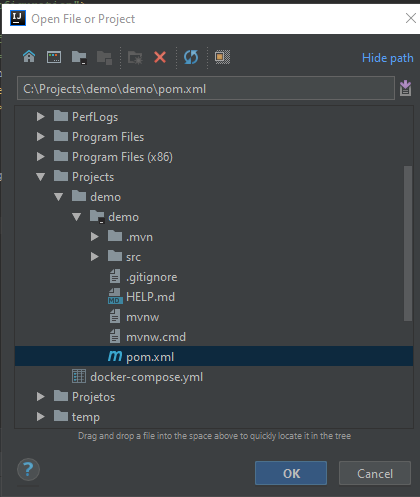 Open File or Project
Hide path
C:\Projects\demo\demo\pom.xml
PerfLogs
Program Files
Program Files (x86)
Projects
demo
demo
.mvn
src
.gitignore
HELP.md
mvnw
mvnw.cmd
pom.xml
docker-compose.yml
Projetos
temp
Drag and drop a file into the space above to quickly locate it in the tree
? OK Cancel